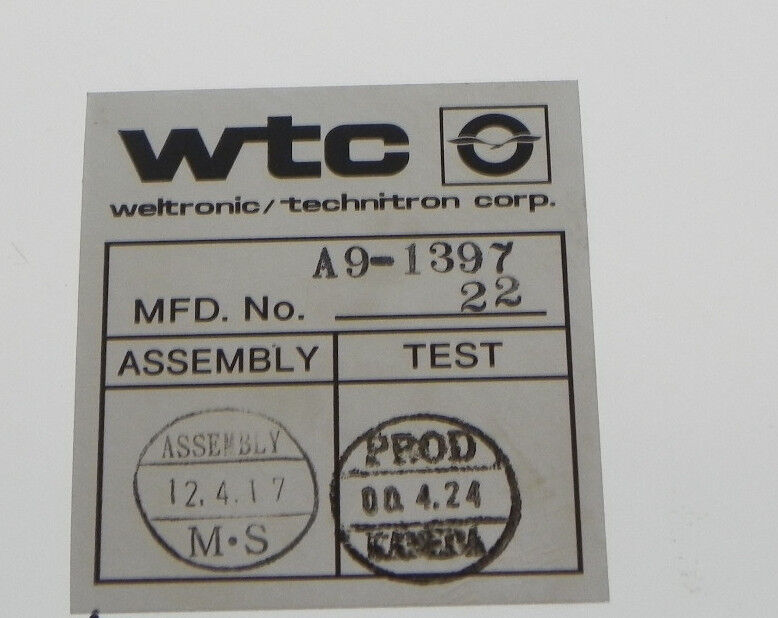 wtc
weltronic/technitron corp.
A9-1397
MFD. No. 22
ASSEMBLY TEST
ASSEMBLY
12.4.17
M·S
PROD
00.4.24